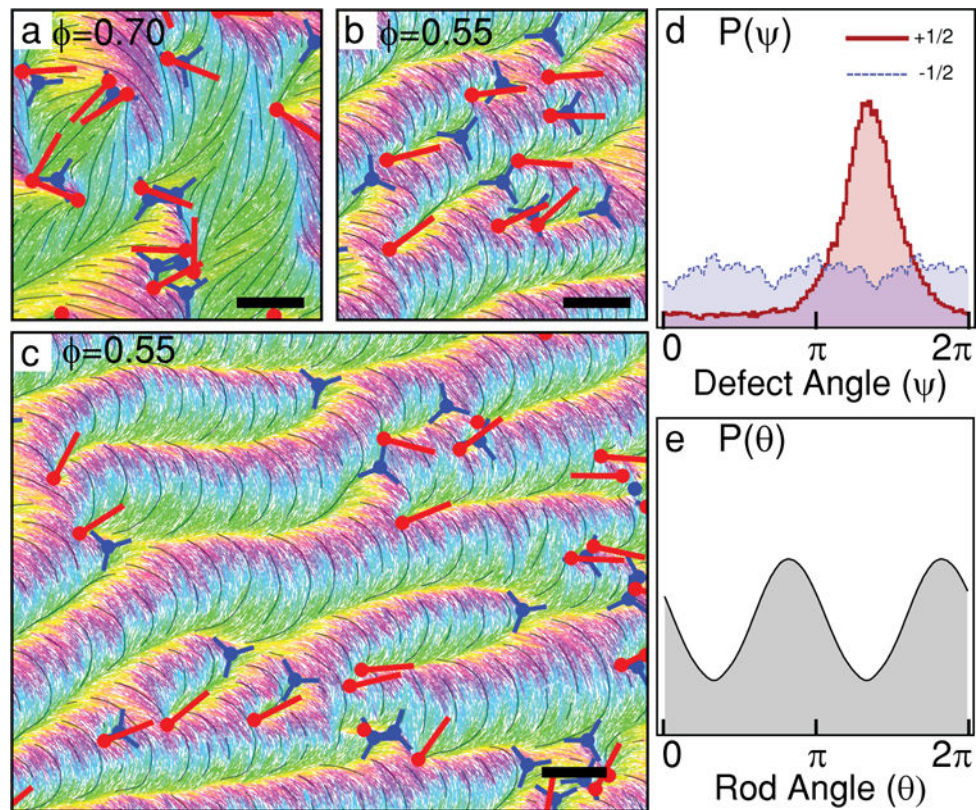 a ϕ=0.70
b ϕ=0.55
c ϕ=0.55
d P(ψ)
+1/2
-1/2
0 π 2π
Defect Angle (ψ)
e P(θ)
0 π 2π
Rod Angle (θ)